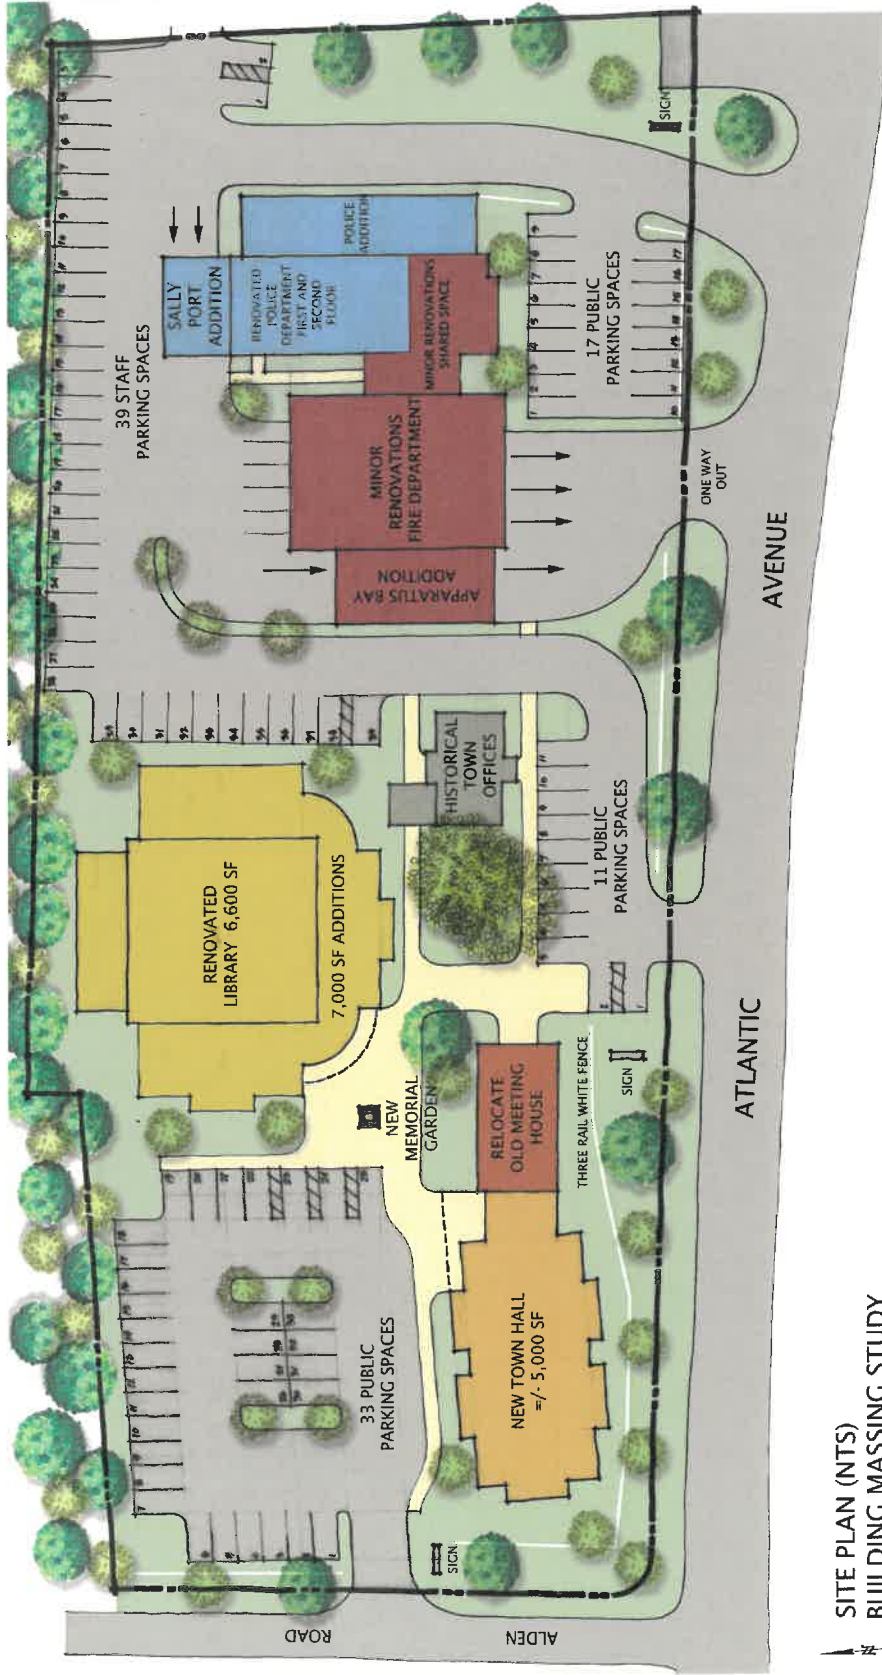 39 STAFF
PARKING SPACES
SALLY
PORT
ADDITION
RENOVATED
POLICE
DEPARTMENT
FIRST AND
SECOND
FLOOR
POLICE
ADDITION
MINOR RENOVATIONS
SHARED SPACE
MINOR
RENOVATIONS
FIRE DEPARTMENT
APPARATUS BAY
ADDITION
17 PUBLIC
PARKING SPACES
SIGN
ONE WAY
OUT
RENOVATED
LIBRARY 6,600 SF
7,000 SF ADDITIONS
HISTORICAL
TOWN
OFFICES
11 PUBLIC
PARKING SPACES
NEW
MEMORIAL
GARDEN
RELOCATE
OLD MEETING
HOUSE
THREE RAIL WHITE FENCE
SIGN
33 PUBLIC
PARKING SPACES
NEW TOWN HALL
=/- 5,000 SF
SIGN
ALDEN
ROAD
ATLANTIC
AVENUE
SITE PLAN (NTS)
BUILDING MASSING STUDY
N